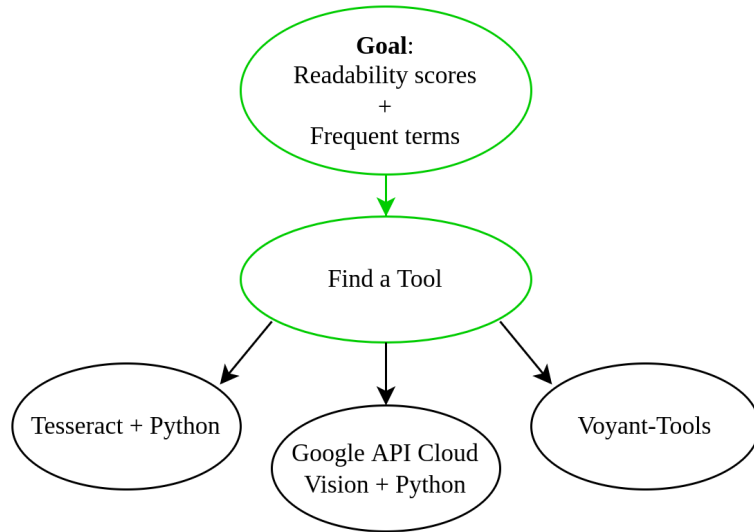 Goal:
Readability scores
+
Frequent terms
Find a Tool
Tesseract + Python
Google API Cloud
Vision + Python
Voyant-Tools